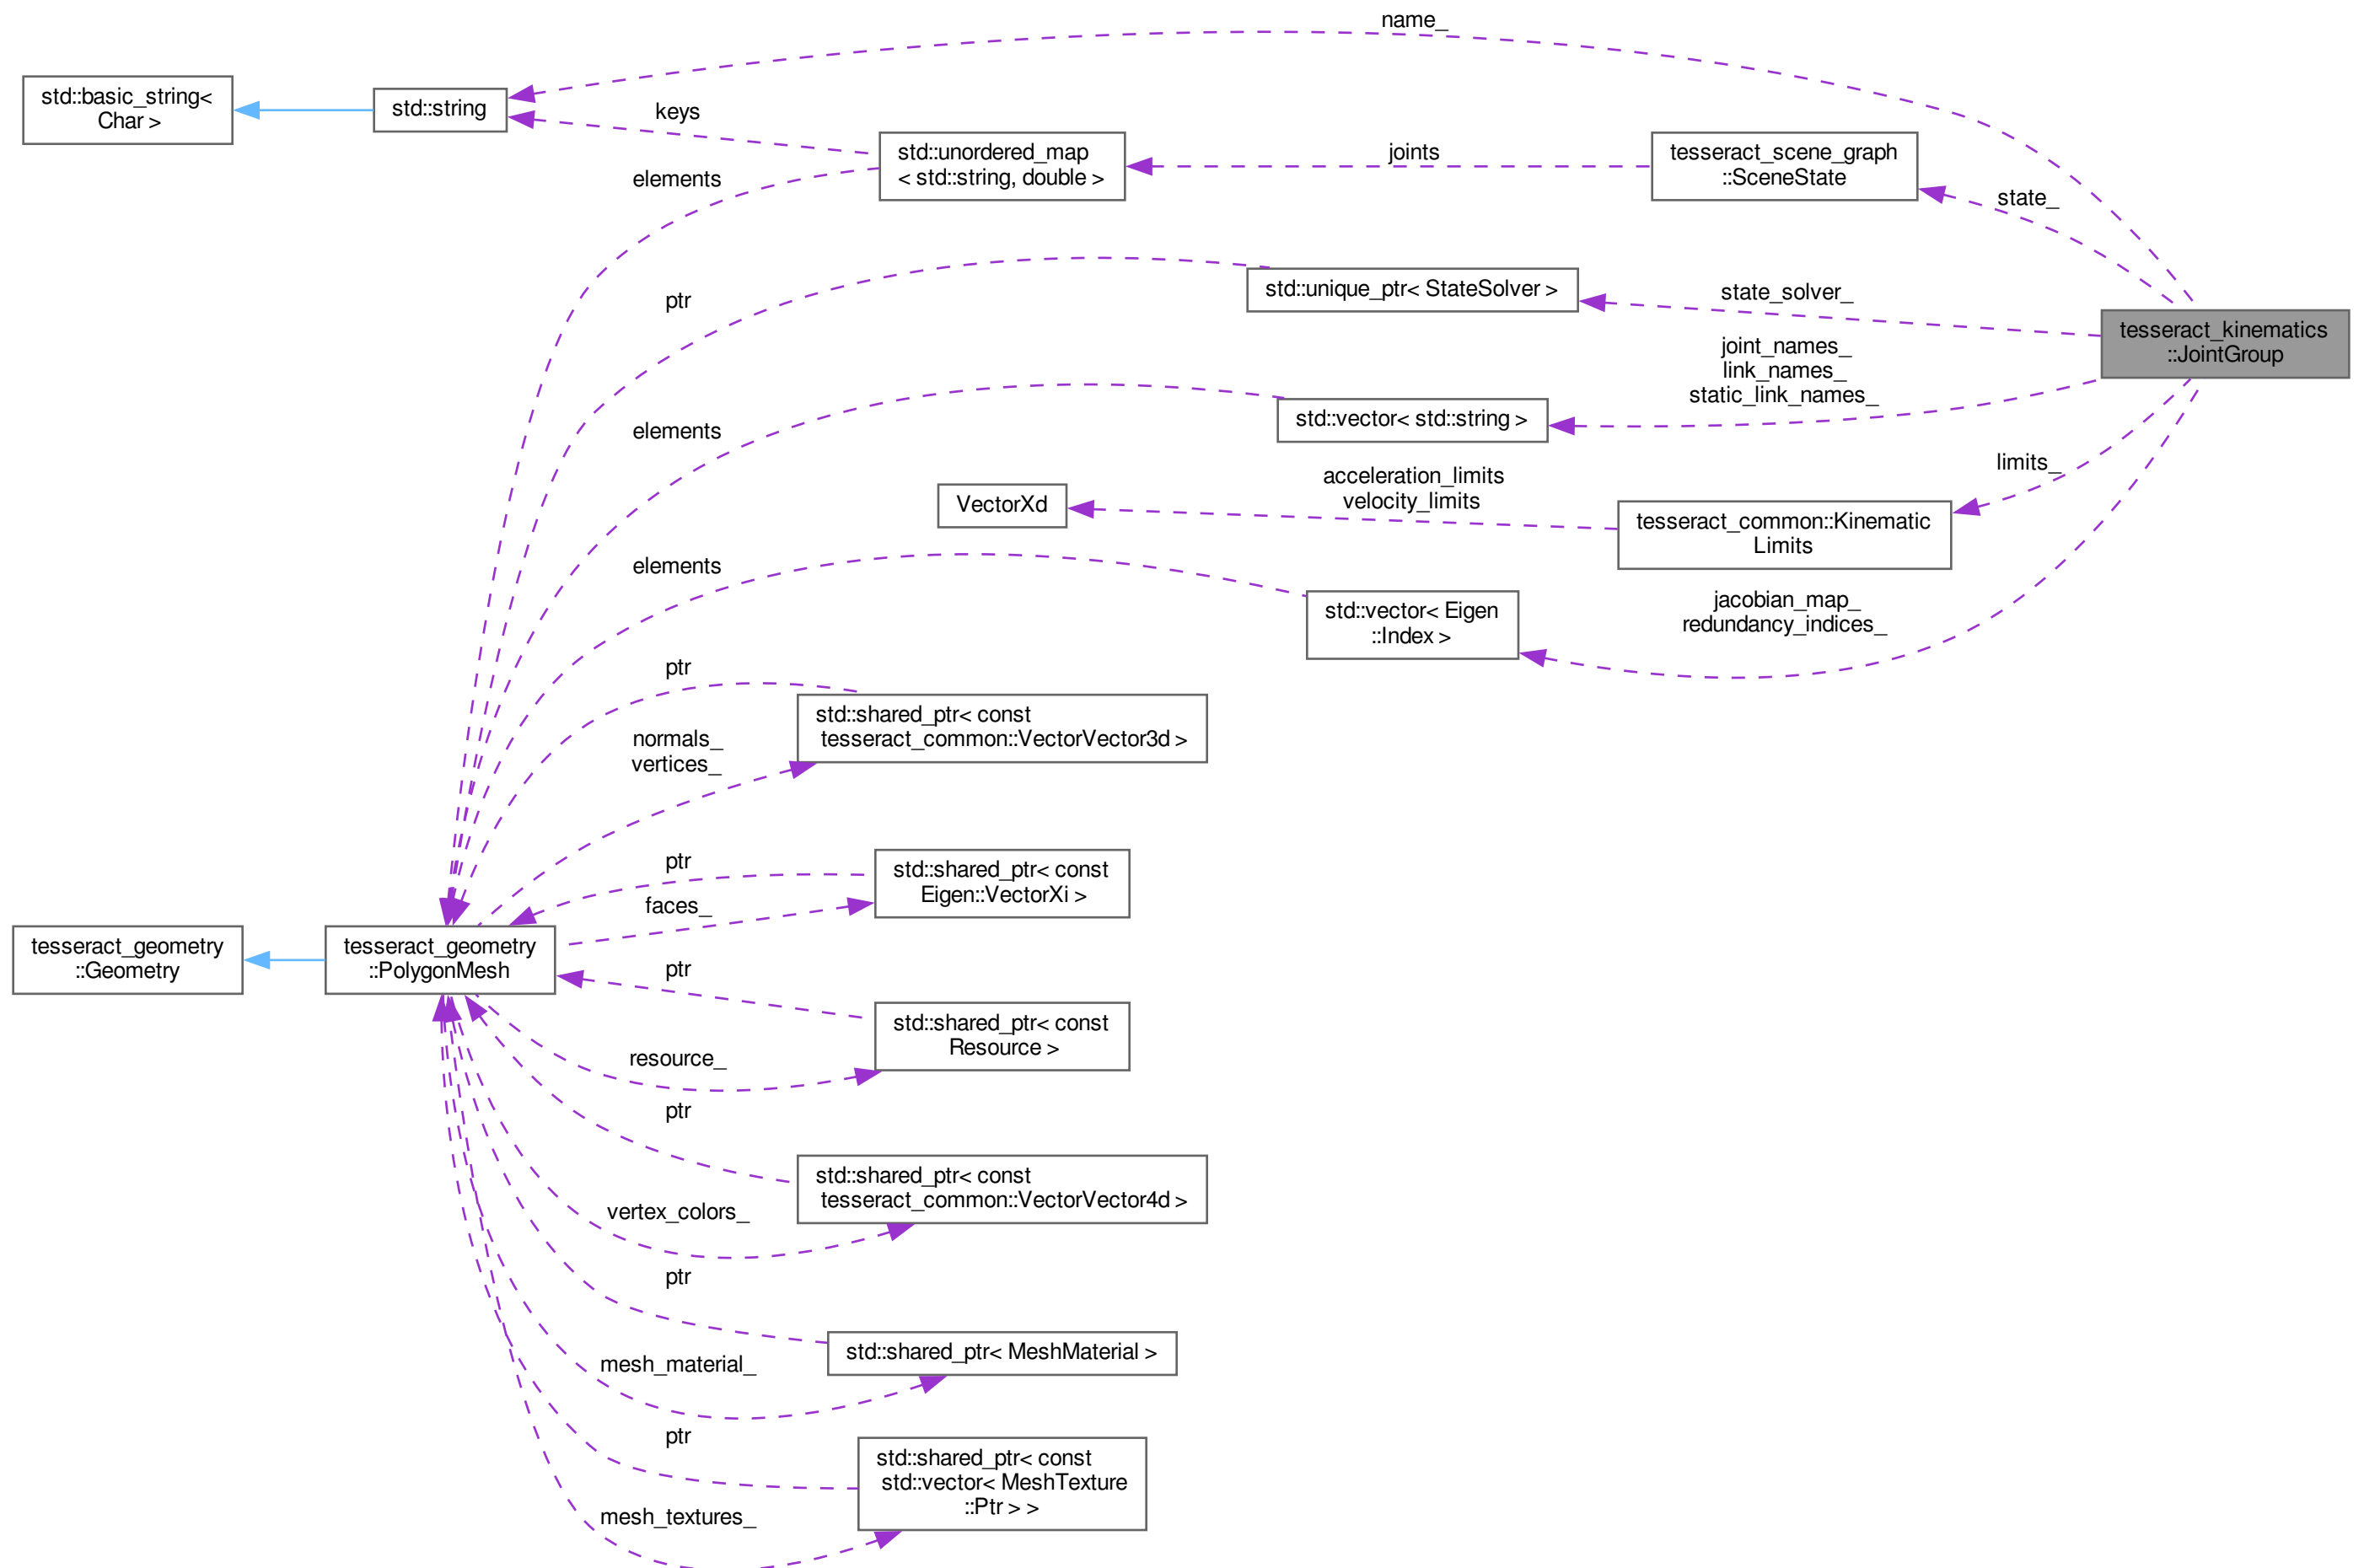 name_
std::basic_string<
Char >
std::string
keys
elements
std::unordered_map
< std::string, double >
joints
tesseract_scene_graph
::SceneState
state_
ptr
std::unique_ptr< StateSolver >
state_solver_
tesseract_kinematics
::JointGroup
joint_names_
link_names_
static_link_names_
elements
std::vector< std::string >
limits_
acceleration_limits
velocity_limits
VectorXd
tesseract_common::Kinematic
Limits
elements
std::vector< Eigen
::Index >
jacobian_map_
redundancy_indices_
ptr
std::shared_ptr< const
tesseract_common::VectorVector3d >
normals_
vertices_
ptr
std::shared_ptr< const
Eigen::VectorXi >
faces_
tesseract_geometry
::Geometry
tesseract_geometry
::PolygonMesh
ptr
std::shared_ptr< const
Resource >
resource_
ptr
std::shared_ptr< const
tesseract_common::VectorVector4d >
vertex_colors_
ptr
std::shared_ptr< MeshMaterial >
mesh_material_
ptr
std::shared_ptr< const
std::vector< MeshTexture
::Ptr > >
mesh_textures_